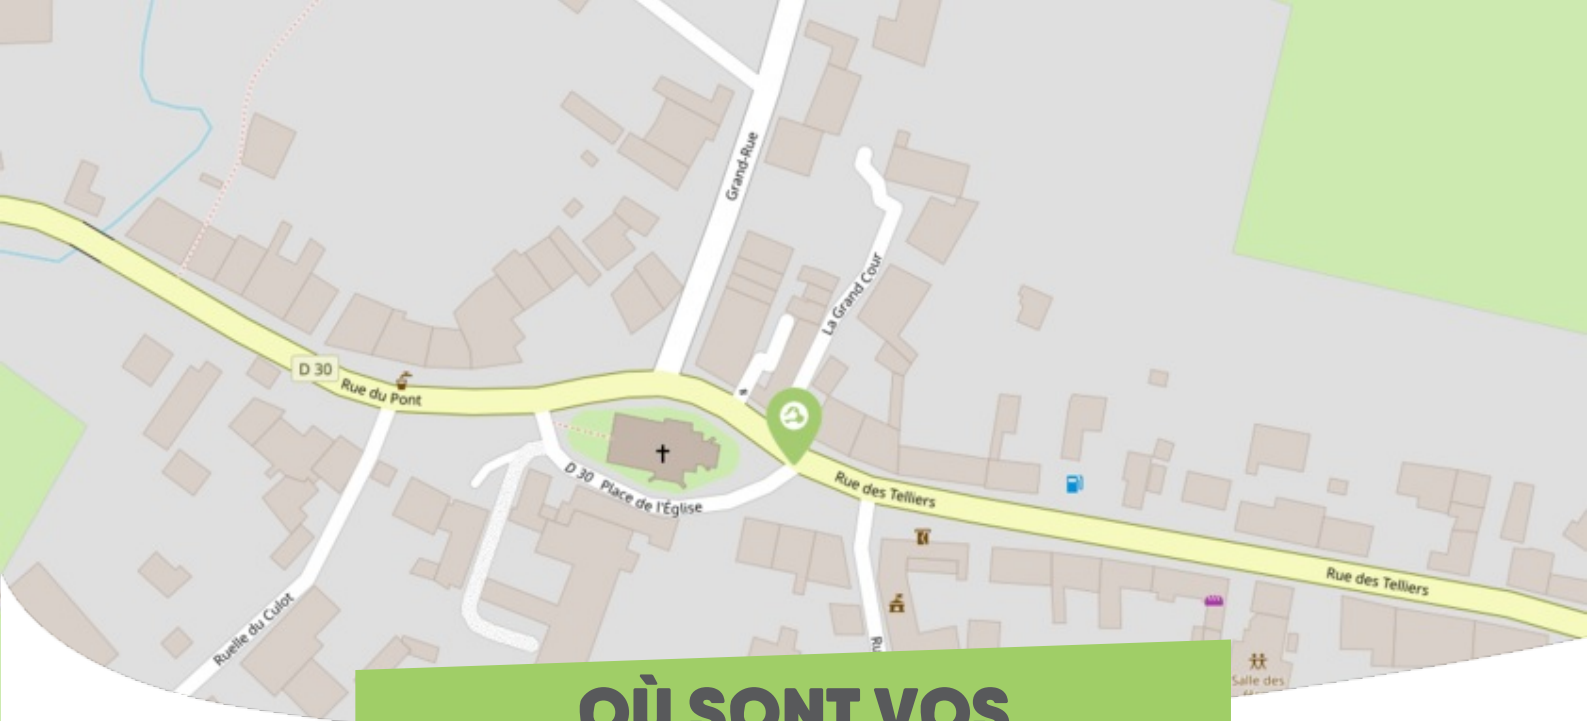 Grand-Rue
La Grand Cour
D 30
Rue du Pont
D 30 Place de l'Église
Rue des Telliers
Rue des Telliers
Ruelle du Culot
Ru
Salle des
OÙ SONT VOS